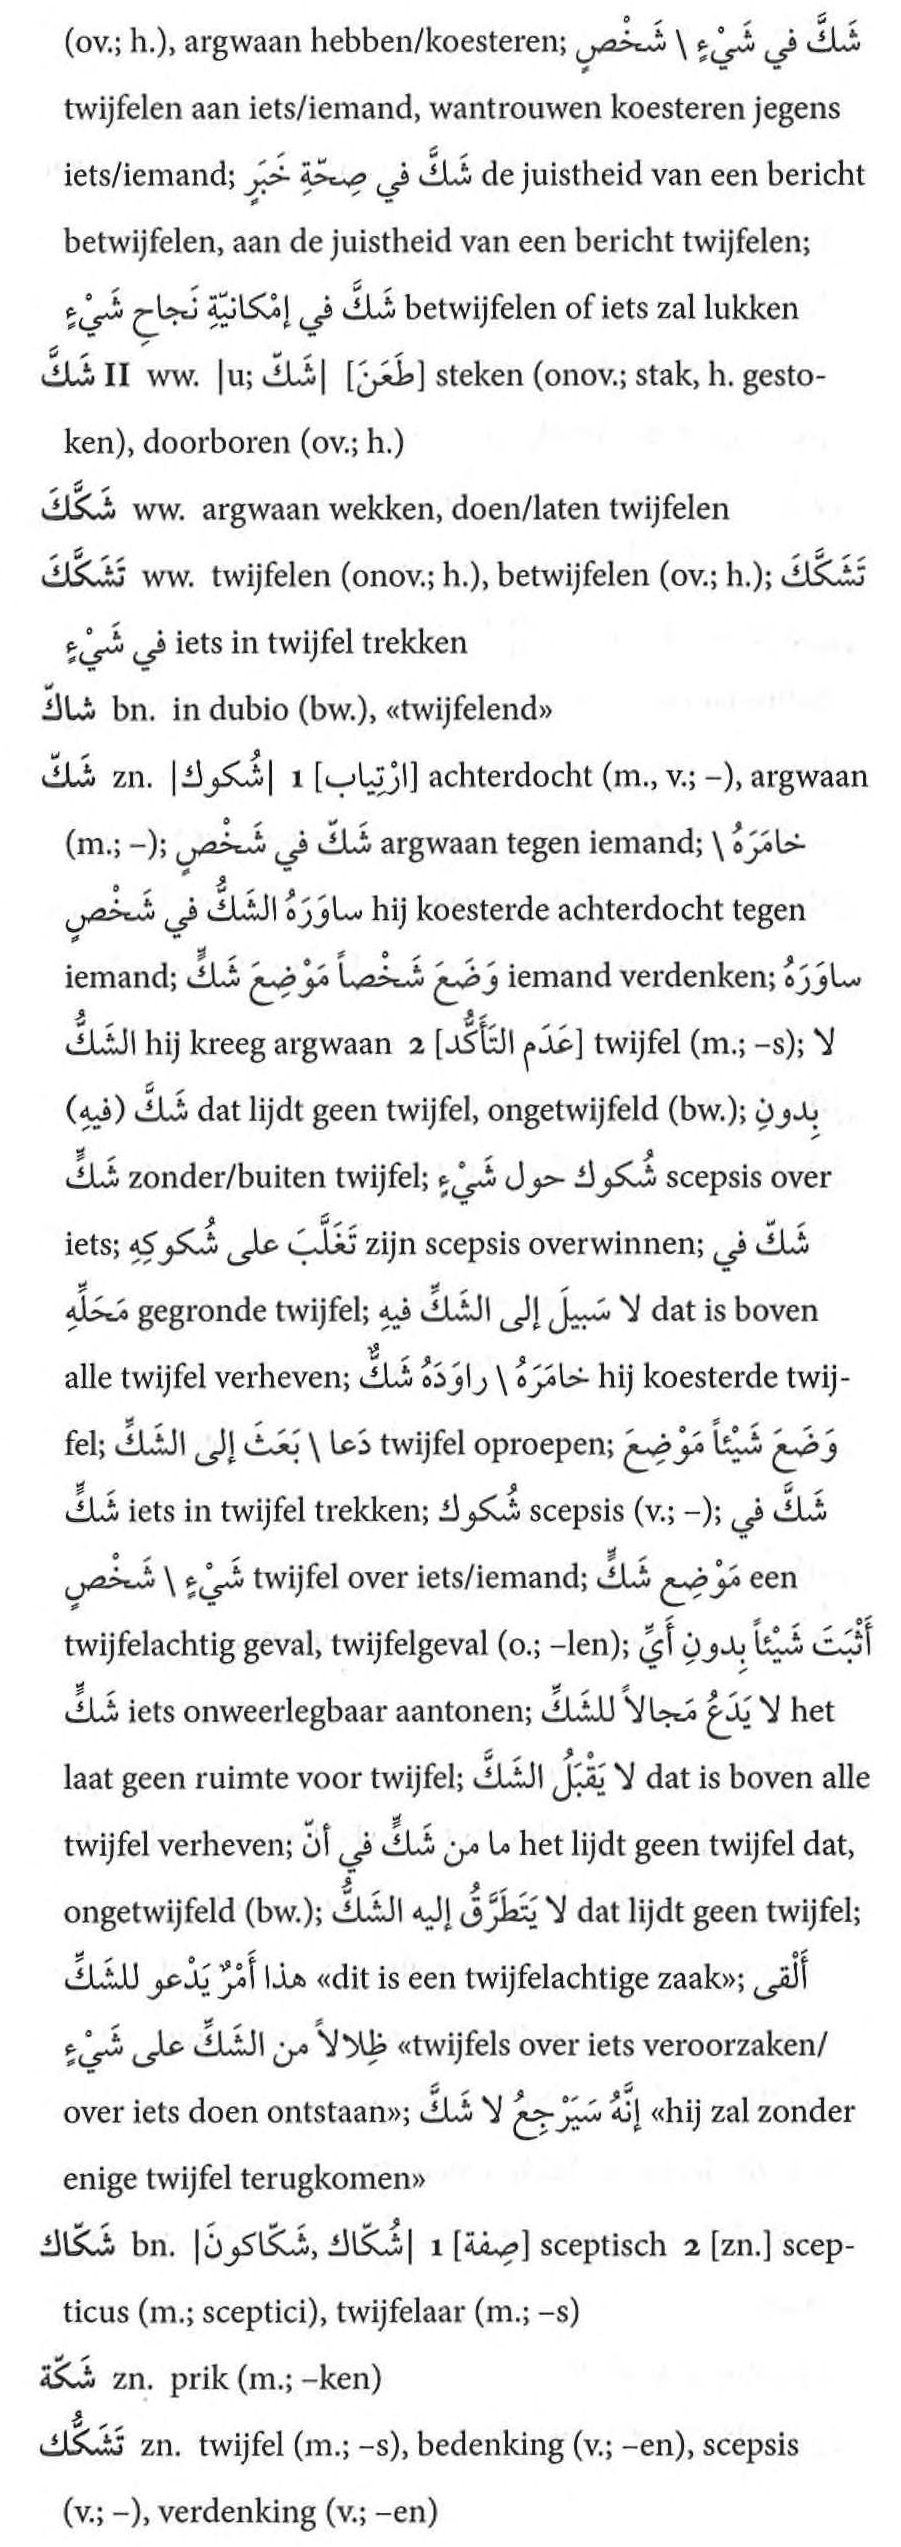 (ov.; h.), argwaan hebben/koesteren; شَكَّ في شَيْءٍ \ شَخْصٍ
twijfelen aan iets/iemand, wantrouwen koesteren jegens
iets/iemand; شَكَّ في صِحّةِ خَبَرٍ de juistheid van een bericht
betwijfelen, aan de juistheid van een bericht twijfelen;
شَكَّ في إمْكانيّةِ نَجاحِ شَيْءٍ betwijfelen of iets zal lukken
شَكَّ II ww. |u; شَكّ| [طَعَنَ] steken (onov.; stak, h. gesto-
ken), doorboren (ov.; h.)
شَكَّكَ ww. argwaan wekken, doen/laten twijfelen
تَشَكَّكَ ww. twijfelen (onov.; h.), betwijfelen (ov.; h.); تَشَكَّكَ
في شَيْءٍ iets in twijfel trekken
شاكّ bn. in dubio (bw.), «twijfelend»
شَكّ zn. |شُكوك| 1 [ارْتِياب] achterdocht (m., v.; –), argwaan
(m.; –); شَكّ في شَخْصٍ argwaan tegen iemand; خامَرَهُ \
ساوَرَهُ الشَكُّ في شَخْصٍ hij koesterde achterdocht tegen
iemand; وَضَعَ شَخْصاً مَوْضِعَ شَكٍّ iemand verdenken; ساوَرَهُ
الشَكُّ hij kreeg argwaan 2 [عَدَم التَأَكُّد] twijfel (m.; –s); لا
شَكَّ (فيهِ) dat lijdt geen twijfel, ongetwijfeld (bw.); بِدونِ
شَكٍّ zonder/buiten twijfel; شُكوك حول شَيْءٍ scepsis over
iets; تَغَلَّبَ على شُكوكِهِ zijn scepsis overwinnen; شَكّ في
مَحَلِّهِ gegronde twijfel; لا سَبيلَ إلى الشَكِّ فيهِ dat is boven
alle twijfel verheven; خامَرَهُ \ راوَدَهُ شَكٌّ hij koesterde twij-
fel; دَعا \ بَعَثَ إلى الشَكِّ twijfel oproepen; وَضَعَ شَيْئاً مَوْضِعَ
شَكٍّ iets in twijfel trekken; شُكوك scepsis (v.; –); شَكَّ في
شَيْءٍ \ شَخْصٍ twijfel over iets/iemand; مَوْضِع شَكٍّ een
twijfelachtig geval, twijfelgeval (o.; –len); أَثْبَتَ شَيْئاً بِدونِ أَيِّ
شَكٍّ iets onweerlegbaar aantonen; لا يَدَعُ مَجالاً للشَكِّ het
laat geen ruimte voor twijfel; لا يَقْبَلُ الشَكَّ dat is boven alle
twijfel verheven; ما من شَكٍّ في أنّ het lijdt geen twijfel dat,
ongetwijfeld (bw.); لا يَتَطَرَّقُ إليه الشَكُّ dat lijdt geen twijfel;
هذا أَمْرٌ يَدْعو للشَكِّ «dit is een twijfelachtige zaak»; أَلْقى
ظِلالاً من الشَكِّ على شَيْءٍ «twijfels over iets veroorzaken/
over iets doen ontstaan»; إنَّهُ سَيَرْجِعُ لا شَكَّ «hij zal zonder
enige twijfel terugkomen»
شَكّاك bn. |شُكّاك, شَكّاكونَ| 1 [صِفة] sceptisch 2 [zn.] scep-
ticus (m.; sceptici), twijfelaar (m.; –s)
شَكّة zn. prik (m.; –ken)
تَشَكُّك zn. twijfel (m.; –s), bedenking (v.; –en), scepsis
(v.; –), verdenking (v.; –en)